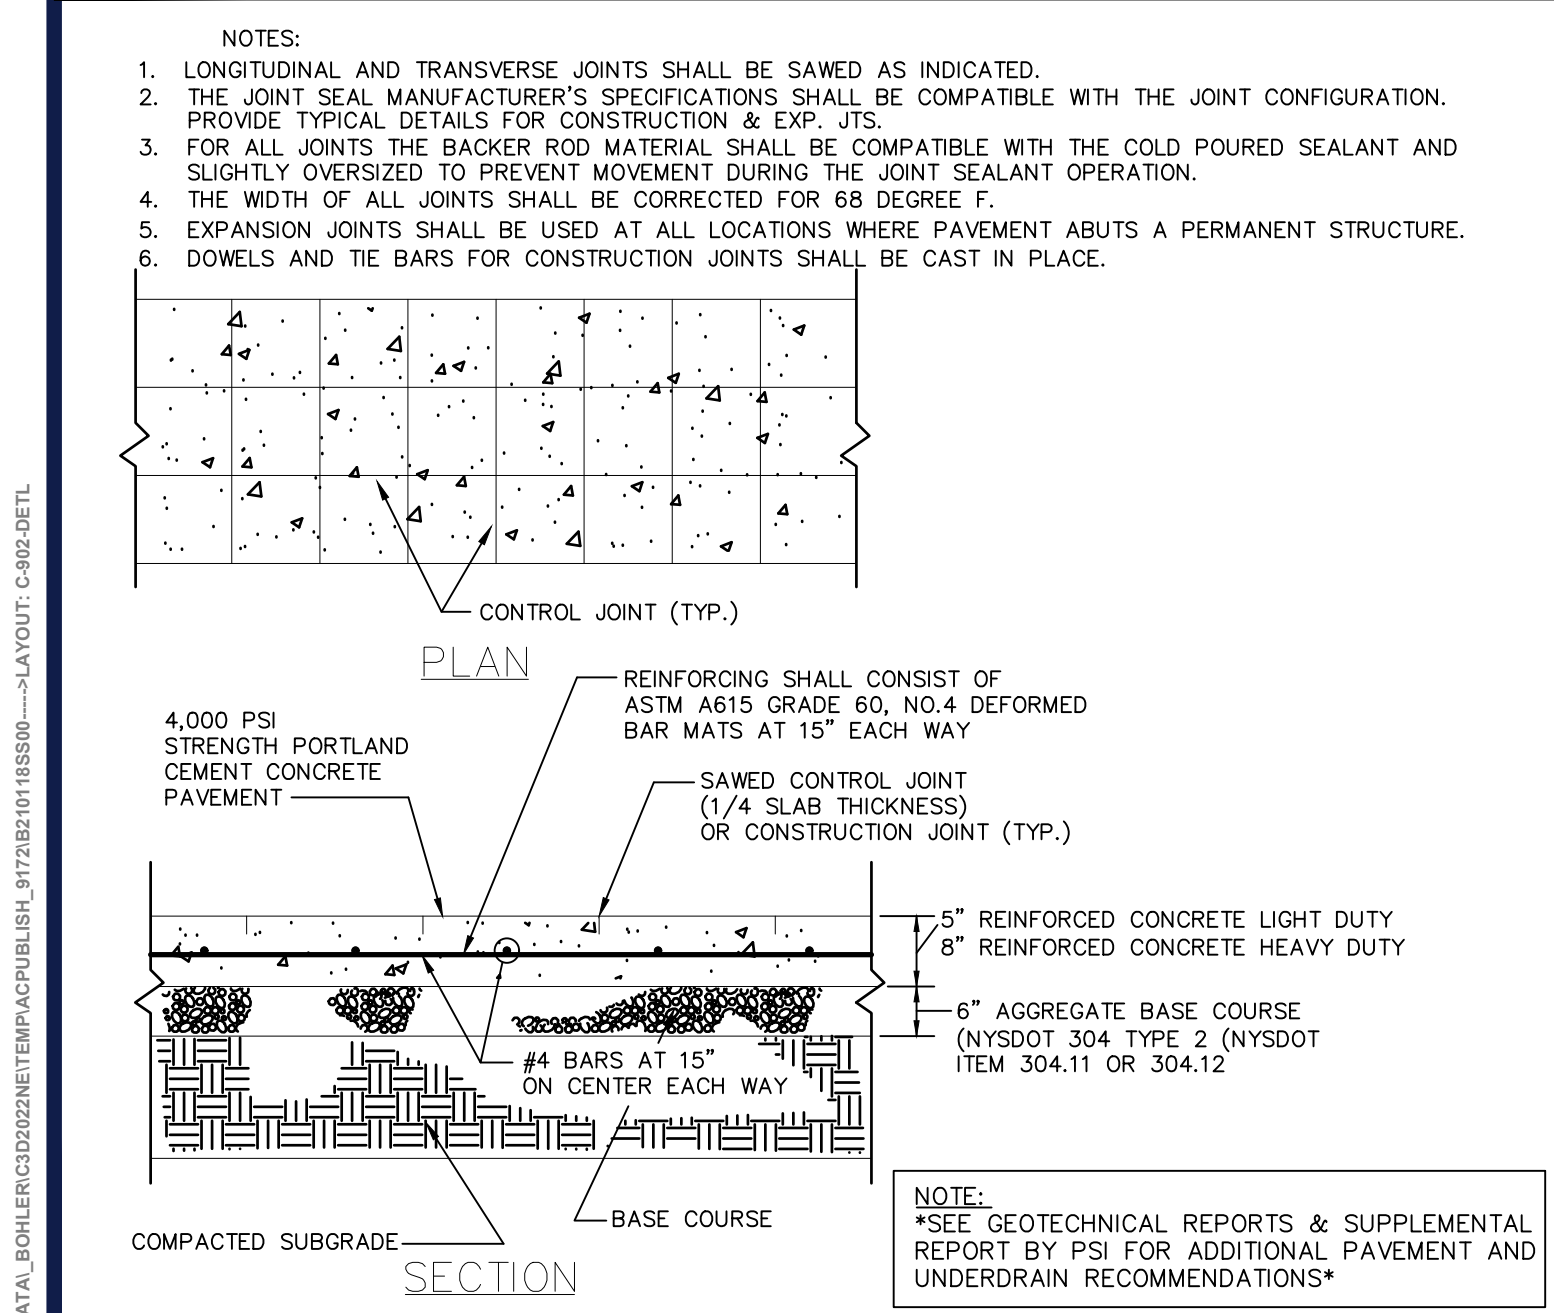 NOTES:
1. LONGITUDINAL AND TRANSVERSE JOINTS SHALL BE SAWED AS INDICATED.
2. THE JOINT SEAL MANUFACTURER'S SPECIFICATIONS SHALL BE COMPATIBLE WITH THE JOINT CONFIGURATION.
PROVIDE TYPICAL DETAILS FOR CONSTRUCTION & EXP. JTS.
3. FOR ALL JOINTS THE BACKER ROD MATERIAL SHALL BE COMPATIBLE WITH THE COLD POURED SEALANT AND
SLIGHTLY OVERSIZED TO PREVENT MOVEMENT DURING THE JOINT SEALANT OPERATION.
4. THE WIDTH OF ALL JOINTS SHALL BE CORRECTED FOR 68 DEGREE F.
5. EXPANSION JOINTS SHALL BE USED AT ALL LOCATIONS WHERE PAVEMENT ABUTS A PERMANENT STRUCTURE.
6. DOWELS AND TIE BARS FOR CONSTRUCTION JOINTS SHALL BE CAST IN PLACE.
CONTROL JOINT (TYP.)
PLAN
REINFORCING SHALL CONSIST OF
ASTM A615 GRADE 60, NO.4 DEFORMED
BAR MATS AT 15" EACH WAY
4,000 PSI
STRENGTH PORTLAND
CEMENT CONCRETE
PAVEMENT
SAWED CONTROL JOINT
(1/4 SLAB THICKNESS)
OR CONSTRUCTION JOINT (TYP.)
5" REINFORCED CONCRETE LIGHT DUTY
8" REINFORCED CONCRETE HEAVY DUTY
6" AGGREGATE BASE COURSE
(NYSDOT 304 TYPE 2 (NYSDOT
ITEM 304.11 OR 304.12
#4 BARS AT 15"
ON CENTER EACH WAY
BASE COURSE
COMPACTED SUBGRADE
SECTION
NOTE:
*SEE GEOTECHNICAL REPORTS & SUPPLEMENTAL
REPORT BY PSI FOR ADDITIONAL PAVEMENT AND
UNDERDRAIN RECOMMENDATIONS*
ATA\_BOHLER\C3D2022NE\TEMP\ACPUBLISH_9172\B210118SS00----->LAYOUT: C-902-DETL